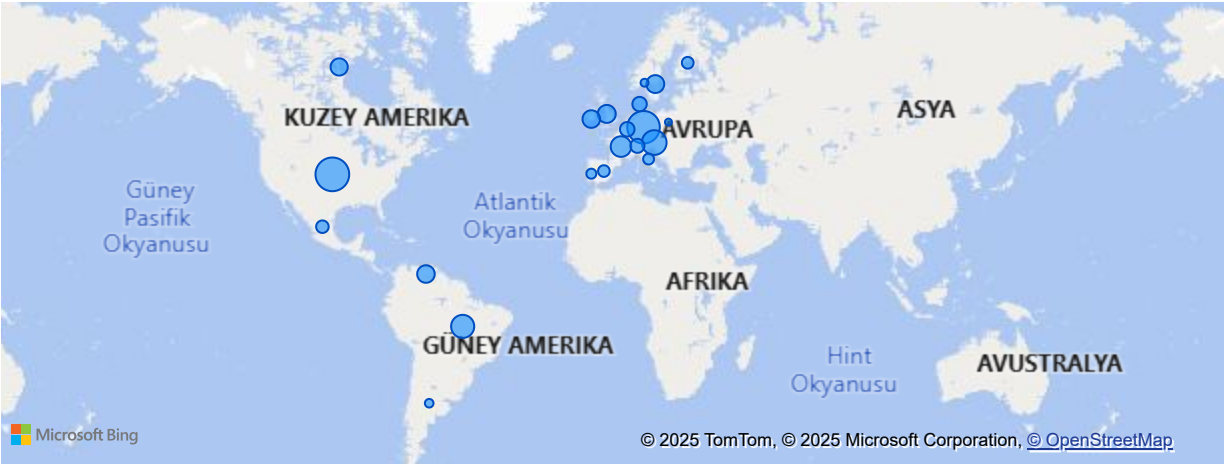 KUZEY AMERIKA
ASYA
AVRUPA
Güney
Pasifik
Okyanusu
Atlantik
Okyanusu
AFRIKA
GÜNEY AMERIKA
Hint
Okyanusu
AVUSTRALYA
Microsoft Bing
© 2025 TomTom, © 2025 Microsoft Corporation, © OpenStreetMap